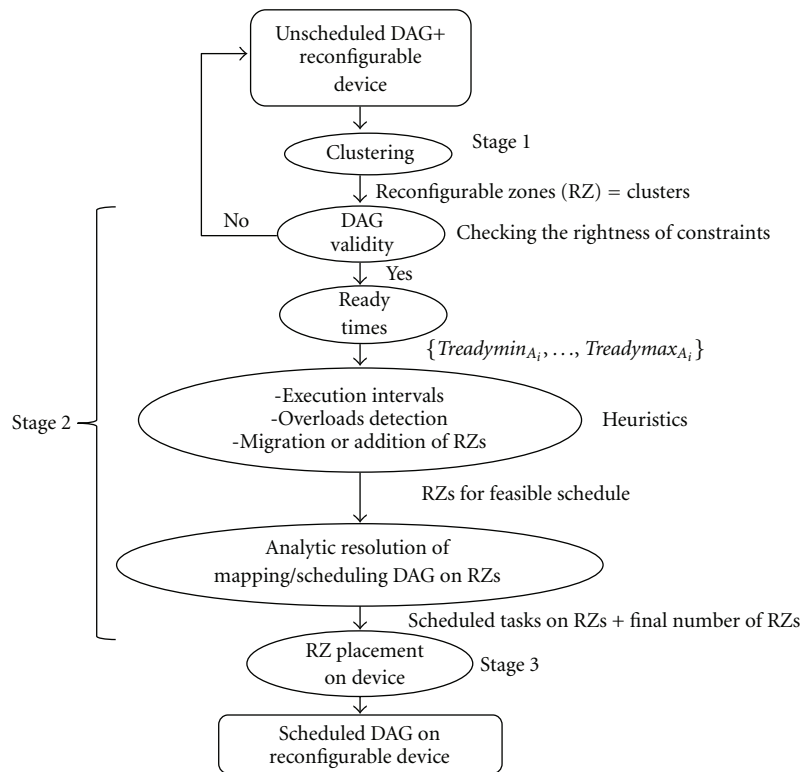 Unscheduled DAG+
reconfigurable
device
Stage 1
Clustering
Reconfigurable zones (RZ) = clusters
No
DAG
validity
Checking the rightness of constraints
Yes
Ready
times
{Treadymin_{A_i}, ..., Treadymax_{A_i}}
-Execution intervals
-Overloads detection
-Migration or addition of RZs
Heuristics
Stage 2
RZs for feasible schedule
Analytic resolution of
mapping/scheduling DAG on RZs
Scheduled tasks on RZs + final number of RZs
RZ placement
on device
Stage 3
Scheduled DAG on
reconfigurable device